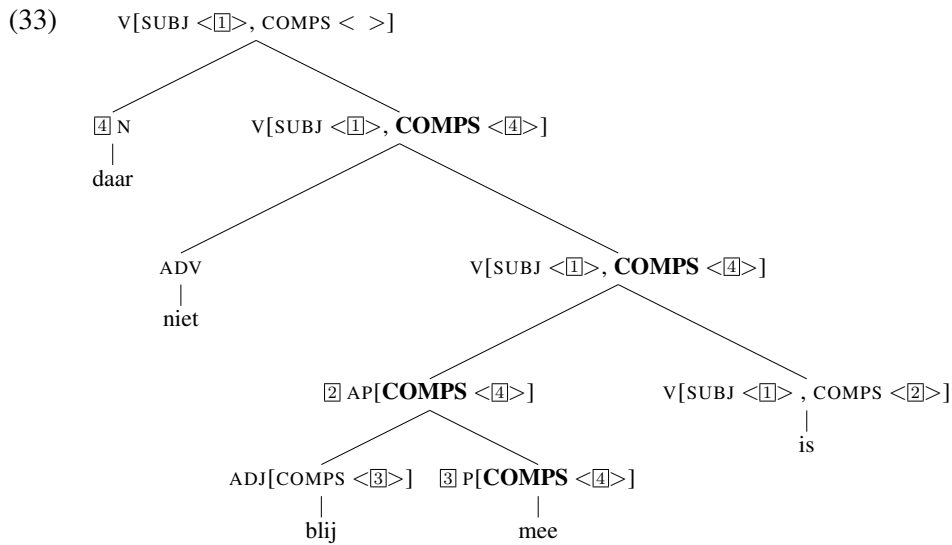 (33) V[SUBJ <1>, COMPS < >]
4 N V[SUBJ <1>, COMPS <4>]
daar
ADV V[SUBJ <1>, COMPS <4>]
niet
2 AP[COMPS <4>] V[SUBJ <1> , COMPS <2>]
is
ADJ[COMPS <3>] 3 P[COMPS <4>]
blij mee